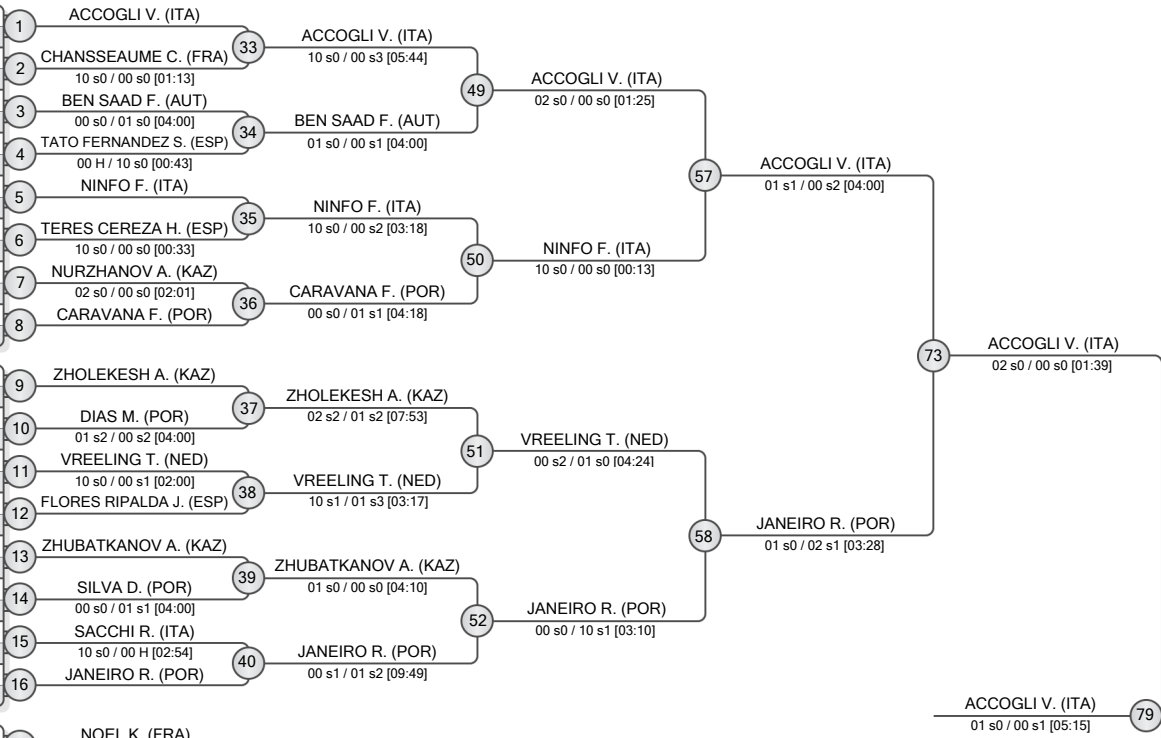 1
ACCOGLI V. (ITA)
2
CHANSSEAUME C. (FRA)
10 s0 / 00 s0 [01:13]
3
BEN SAAD F. (AUT)
00 s0 / 01 s0 [04:00]
4
TATO FERNANDEZ S. (ESP)
00 H / 10 s0 [00:43]
5
NINFO F. (ITA)
6
TERES CEREZA H. (ESP)
10 s0 / 00 s0 [00:33]
7
NURZHANOV A. (KAZ)
02 s0 / 00 s0 [02:01]
8
CARAVANA F. (POR)
9
ZHOLEKESH A. (KAZ)
10
DIAS M. (POR)
01 s2 / 00 s2 [04:00]
11
VREELING T. (NED)
10 s0 / 00 s1 [02:00]
12
FLORES RIPALDA J. (ESP)
13
ZHUBATKANOV A. (KAZ)
14
SILVA D. (POR)
00 s0 / 01 s1 [04:00]
15
SACCHI R. (ITA)
10 s0 / 00 H [02:54]
16
JANEIRO R. (POR)
NOEL K. (FRA)
33
ACCOGLI V. (ITA)
10 s0 / 00 s3 [05:44]
34
BEN SAAD F. (AUT)
01 s0 / 00 s1 [04:00]
35
NINFO F. (ITA)
10 s0 / 00 s2 [03:18]
36
CARAVANA F. (POR)
00 s0 / 01 s1 [04:18]
37
ZHOLEKESH A. (KAZ)
02 s2 / 01 s2 [07:53]
38
VREELING T. (NED)
10 s1 / 01 s3 [03:17]
39
ZHUBATKANOV A. (KAZ)
01 s0 / 00 s0 [04:10]
40
JANEIRO R. (POR)
00 s1 / 01 s2 [09:49]
49
ACCOGLI V. (ITA)
02 s0 / 00 s0 [01:25]
50
NINFO F. (ITA)
10 s0 / 00 s0 [00:13]
51
VREELING T. (NED)
00 s2 / 01 s0 [04:24]
52
JANEIRO R. (POR)
00 s0 / 10 s1 [03:10]
57
ACCOGLI V. (ITA)
01 s1 / 00 s2 [04:00]
58
JANEIRO R. (POR)
01 s0 / 02 s1 [03:28]
73
ACCOGLI V. (ITA)
02 s0 / 00 s0 [01:39]
ACCOGLI V. (ITA)
01 s0 / 00 s1 [05:15]
79